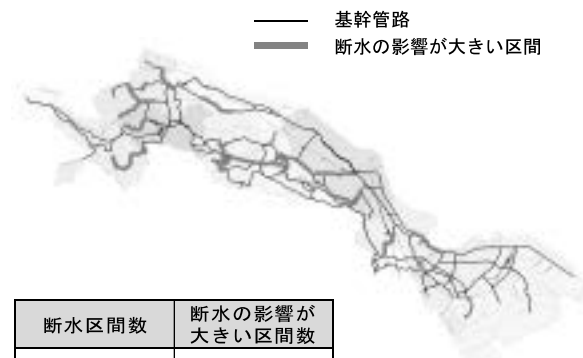 基幹管路
断水の影響が大きい区間
断水区間数
断水の影響が
大きい区間数